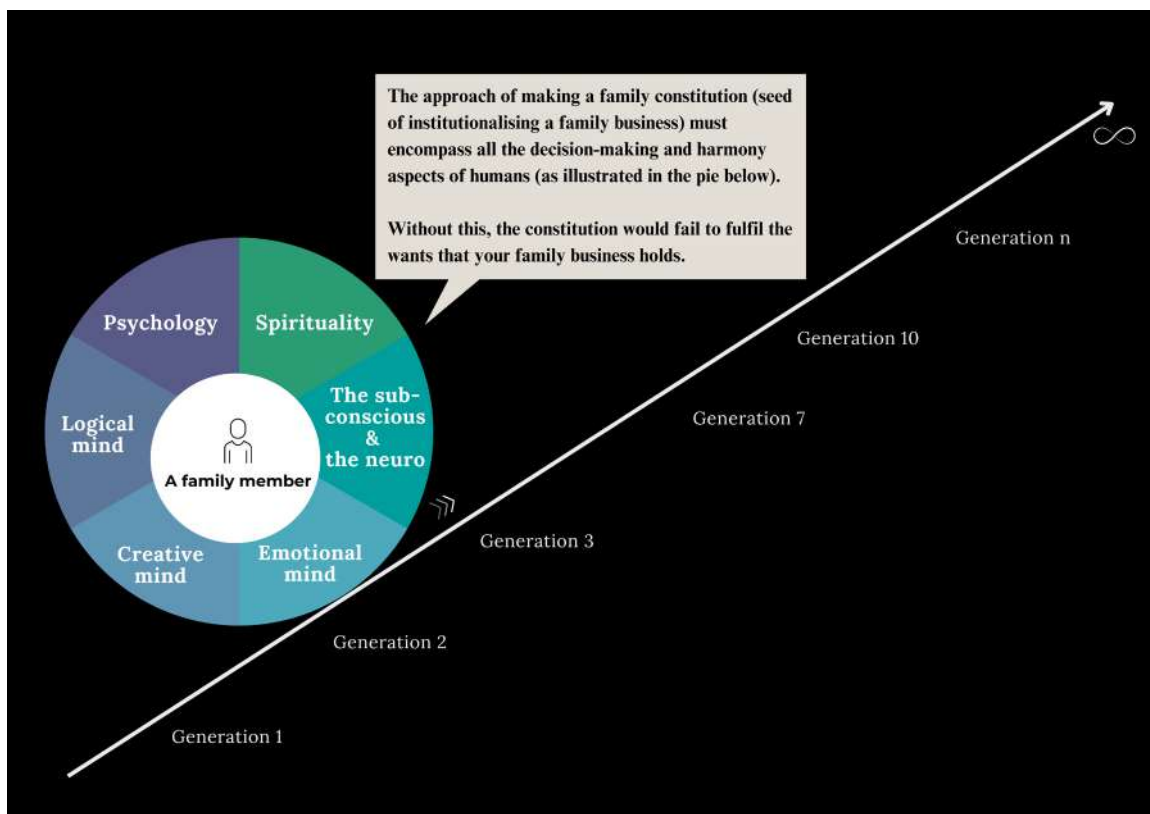 The approach of making a family constitution (seed
of institutionalising a family business) must
encompass all the decision-making and harmony
aspects of humans (as illustrated in the pie below).
Without this, the constitution would fail to fulfil the
wants that your family business holds.
∞
Generation n
Psychology
Spirituality
Generation 10
The sub-
conscious
&
the neuro
Logical
mind
Generation 7
A family member
Generation 3
Creative
mind
Emotional
mind
Generation 2
Generation 1